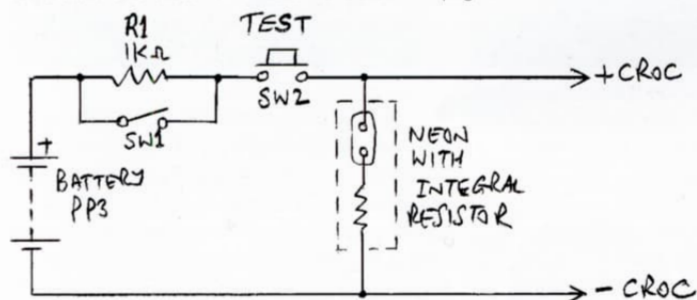 R1
1KΩ
TEST
+CROC
SW1
SW2
+
BATTERY
PP3
NEON
WITH
INTEGRAL
RESISTOR
- CROC